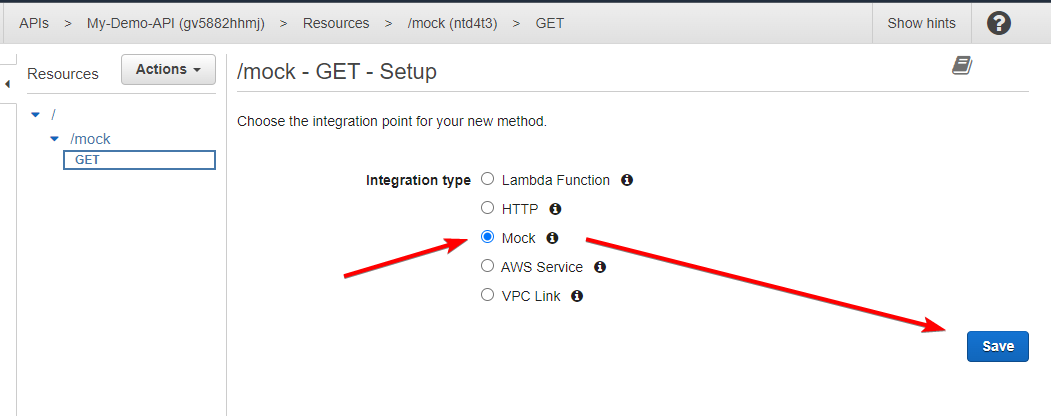 APIs > My-Demo-API (gv5882hhmj) > Resources > /mock (ntd4t3) > GET Show hints ?
Resources Actions
/
/mock
GET
/mock - GET - Setup
Choose the integration point for your new method.
Integration type Lambda Function i
HTTP i
Mock i
AWS Service i
VPC Link i
Save